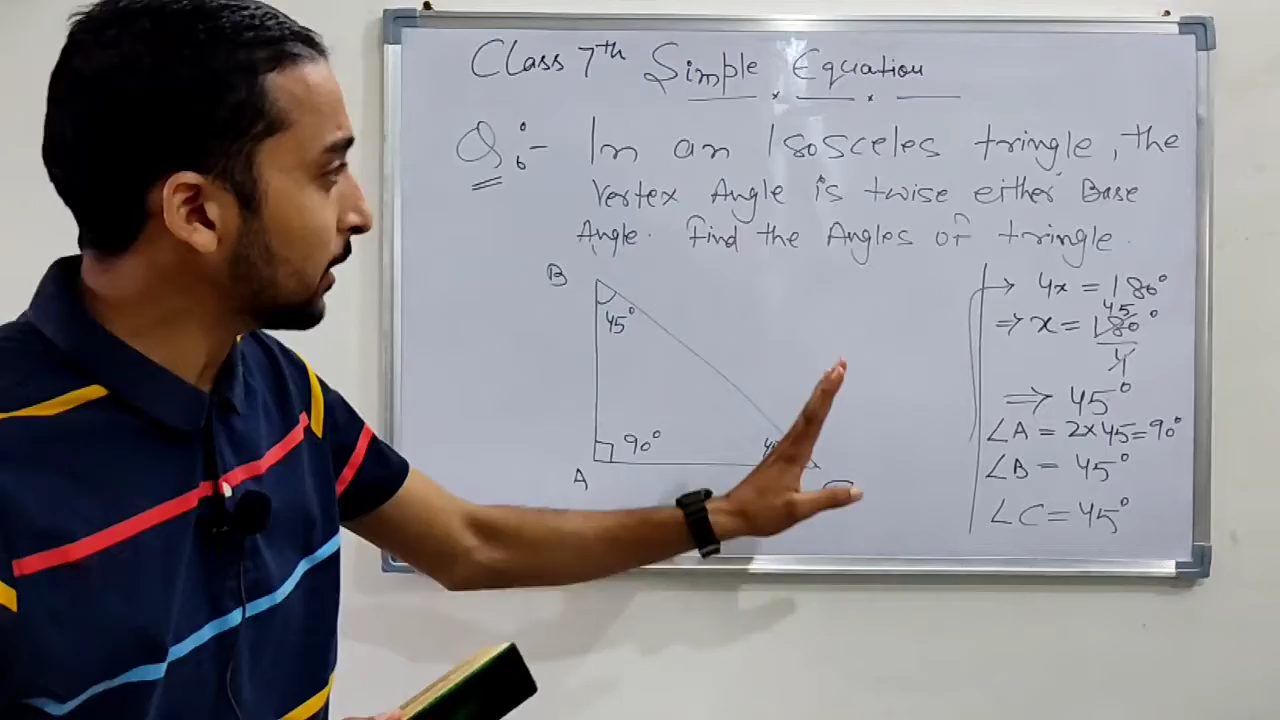 Class 7th Simple Equation
Q6:- In an Isosceles tringle, the
Vertex Angle is twise either Base
Angle. Find the Angles of tringle.
B
45°
90°
A
→ 4x = 180°
45
⇒ x = 180°
4
⇒ 45°
∠A = 2x45=90°
∠B = 45°
∠C = 45°